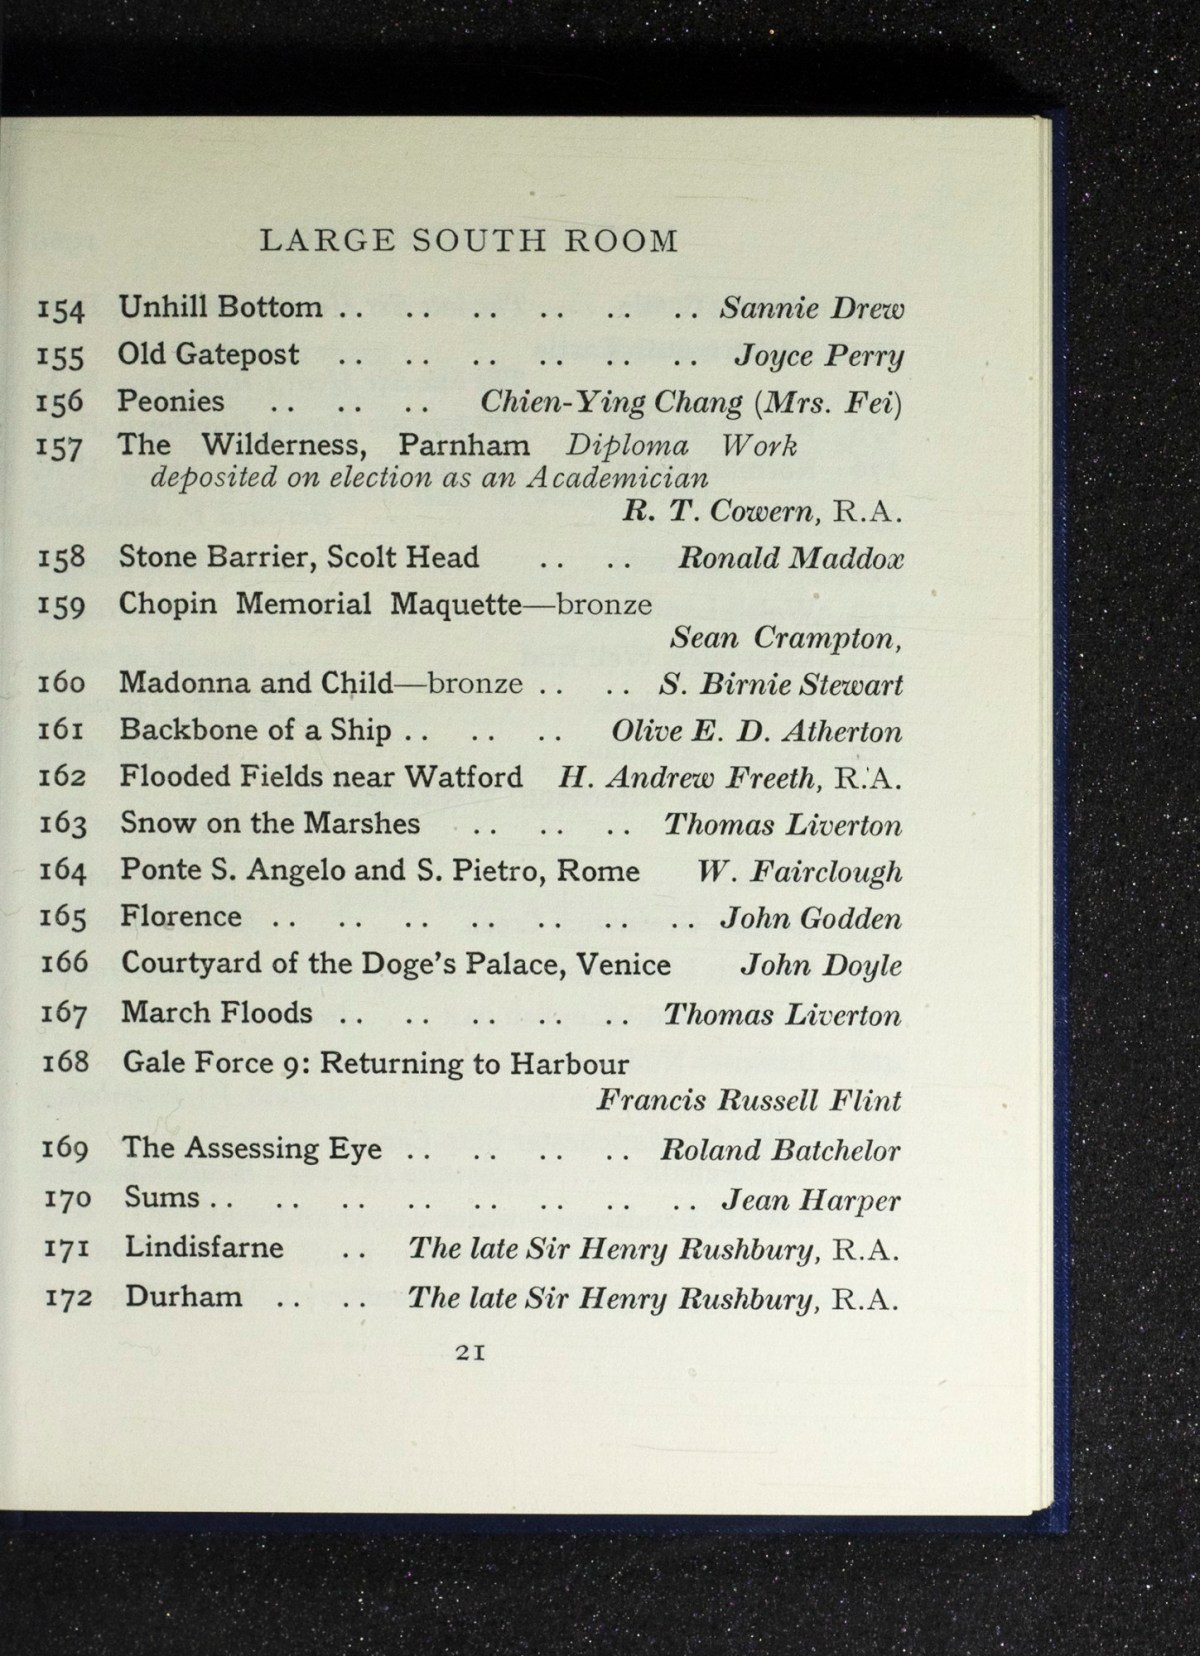 LARGE SOUTH ROOM
154 Unhill Bottom .. .. .. .. .. .. Sannie Drew
155 Old Gatepost .. .. .. .. .. .. Joyce Perry
156 Peonies .. .. .. Chien-Ying Chang (Mrs. Fei)
157 The Wilderness, Parnham Diploma Work
deposited on election as an Academician
R. T. Cowern, R.A.
158 Stone Barrier, Scolt Head .. .. Ronald Maddox
159 Chopin Memorial Maquette—bronze
Sean Crampton,
160 Madonna and Child—bronze .. .. S. Birnie Stewart
161 Backbone of a Ship .. .. .. Olive E. D. Atherton
162 Flooded Fields near Watford H. Andrew Freeth, R.A.
163 Snow on the Marshes .. .. .. Thomas Liverton
164 Ponte S. Angelo and S. Pietro, Rome W. Fairclough
165 Florence .. .. .. .. .. .. .. John Godden
166 Courtyard of the Doge's Palace, Venice John Doyle
167 March Floods .. .. .. .. .. Thomas Liverton
168 Gale Force 9: Returning to Harbour
Francis Russell Flint
169 The Assessing Eye .. .. .. .. Roland Batchelor
170 Sums .. .. .. .. .. .. .. .. Jean Harper
171 Lindisfarne .. The late Sir Henry Rushbury, R.A.
172 Durham .. .. The late Sir Henry Rushbury, R.A.
21